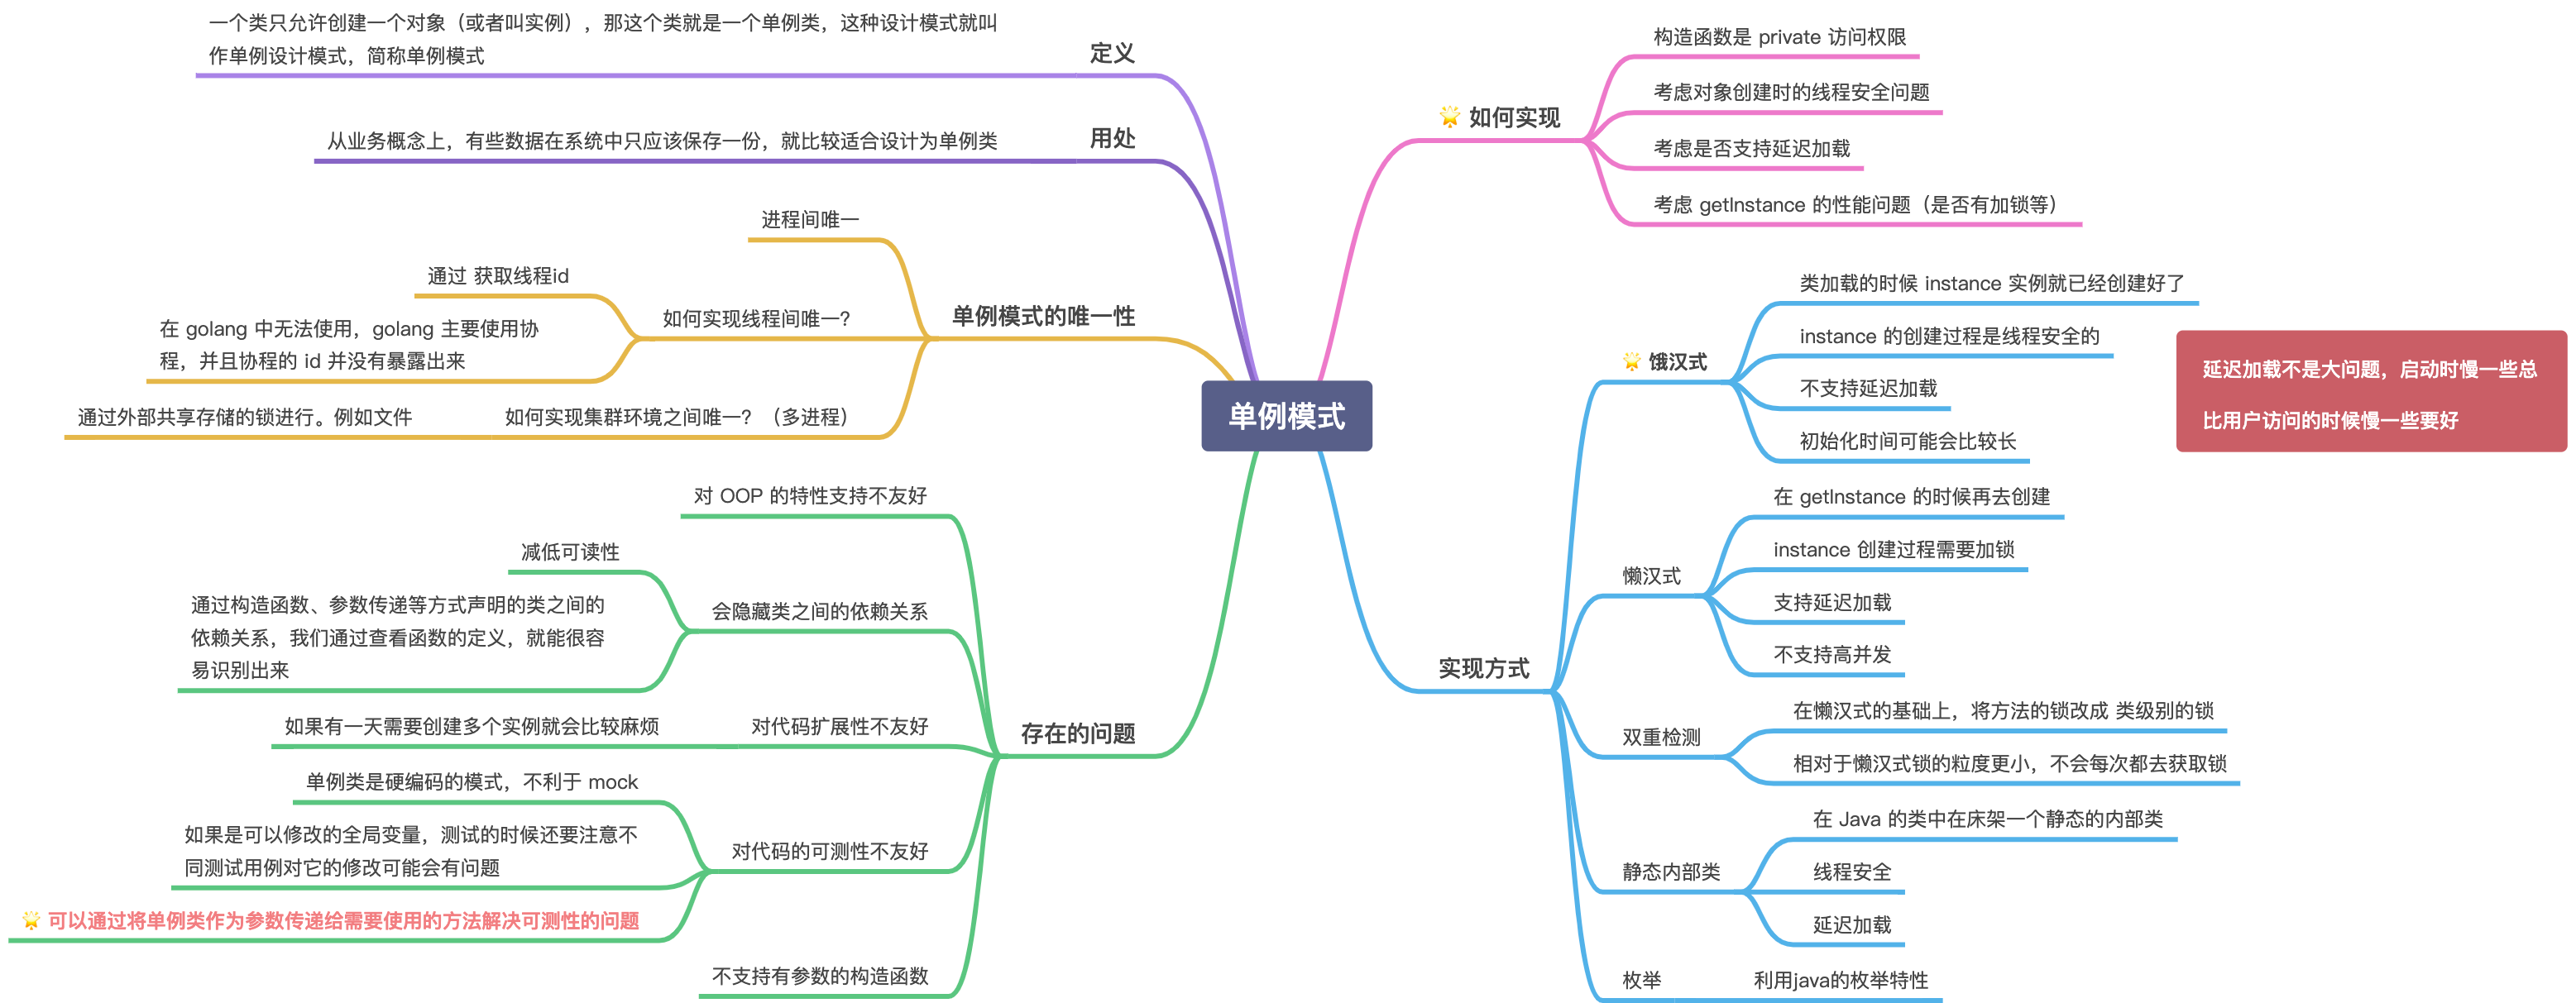 单例模式
定义
一个类只允许创建一个对象（或者叫实例），那这个类就是一个单例类，这种设计模式就叫
作单例设计模式，简称单例模式
用处
从业务概念上，有些数据在系统中只应该保存一份，就比较适合设计为单例类
单例模式的唯一性
进程间唯一
如何实现线程间唯一？
通过 获取线程id
在 golang 中无法使用，golang 主要使用协
程，并且协程的 id 并没有暴露出来
如何实现集群环境之间唯一？（多进程）
通过外部共享存储的锁进行。例如文件
存在的问题
对 OOP 的特性支持不友好
会隐藏类之间的依赖关系
减低可读性
通过构造函数、参数传递等方式声明的类之间的
依赖关系，我们通过查看函数的定义，就能很容
易识别出来
对代码扩展性不友好
如果有一天需要创建多个实例就会比较麻烦
对代码的可测性不友好
单例类是硬编码的模式，不利于 mock
如果是可以修改的全局变量，测试的时候还要注意不
同测试用例对它的修改可能会有问题
🌟 可以通过将单例类作为参数传递给需要使用的方法解决可测性的问题
不支持有参数的构造函数
🌟 如何实现
构造函数是 private 访问权限
考虑对象创建时的线程安全问题
考虑是否支持延迟加载
考虑 getInstance 的性能问题（是否有加锁等）
实现方式
🌟 饿汉式
类加载的时候 instance 实例就已经创建好了
instance 的创建过程是线程安全的
不支持延迟加载
初始化时间可能会比较长
延迟加载不是大问题，启动时慢一些总
比用户访问的时候慢一些要好
懒汉式
在 getInstance 的时候再去创建
instance 创建过程需要加锁
支持延迟加载
不支持高并发
双重检测
在懒汉式的基础上，将方法的锁改成 类级别的锁
相对于懒汉式锁的粒度更小，不会每次都去获取锁
静态内部类
在 Java 的类中在床架一个静态的内部类
线程安全
延迟加载
枚举
利用java的枚举特性